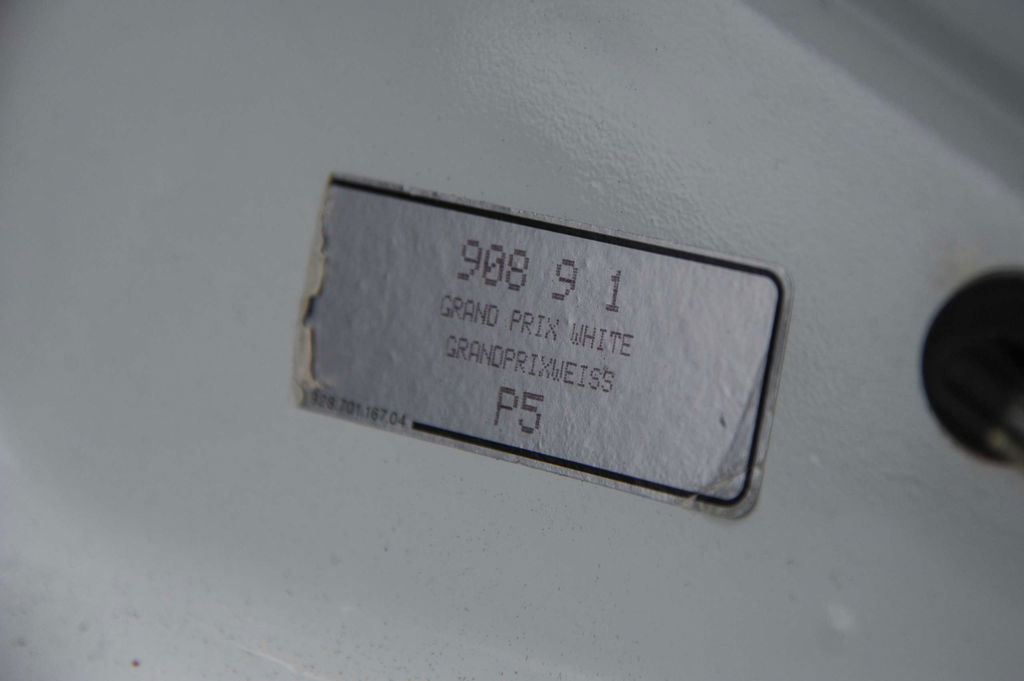 908 9 1
GRAND PRIX WHITE
GRANDPRIXWEISS
P5
928.701.167.04